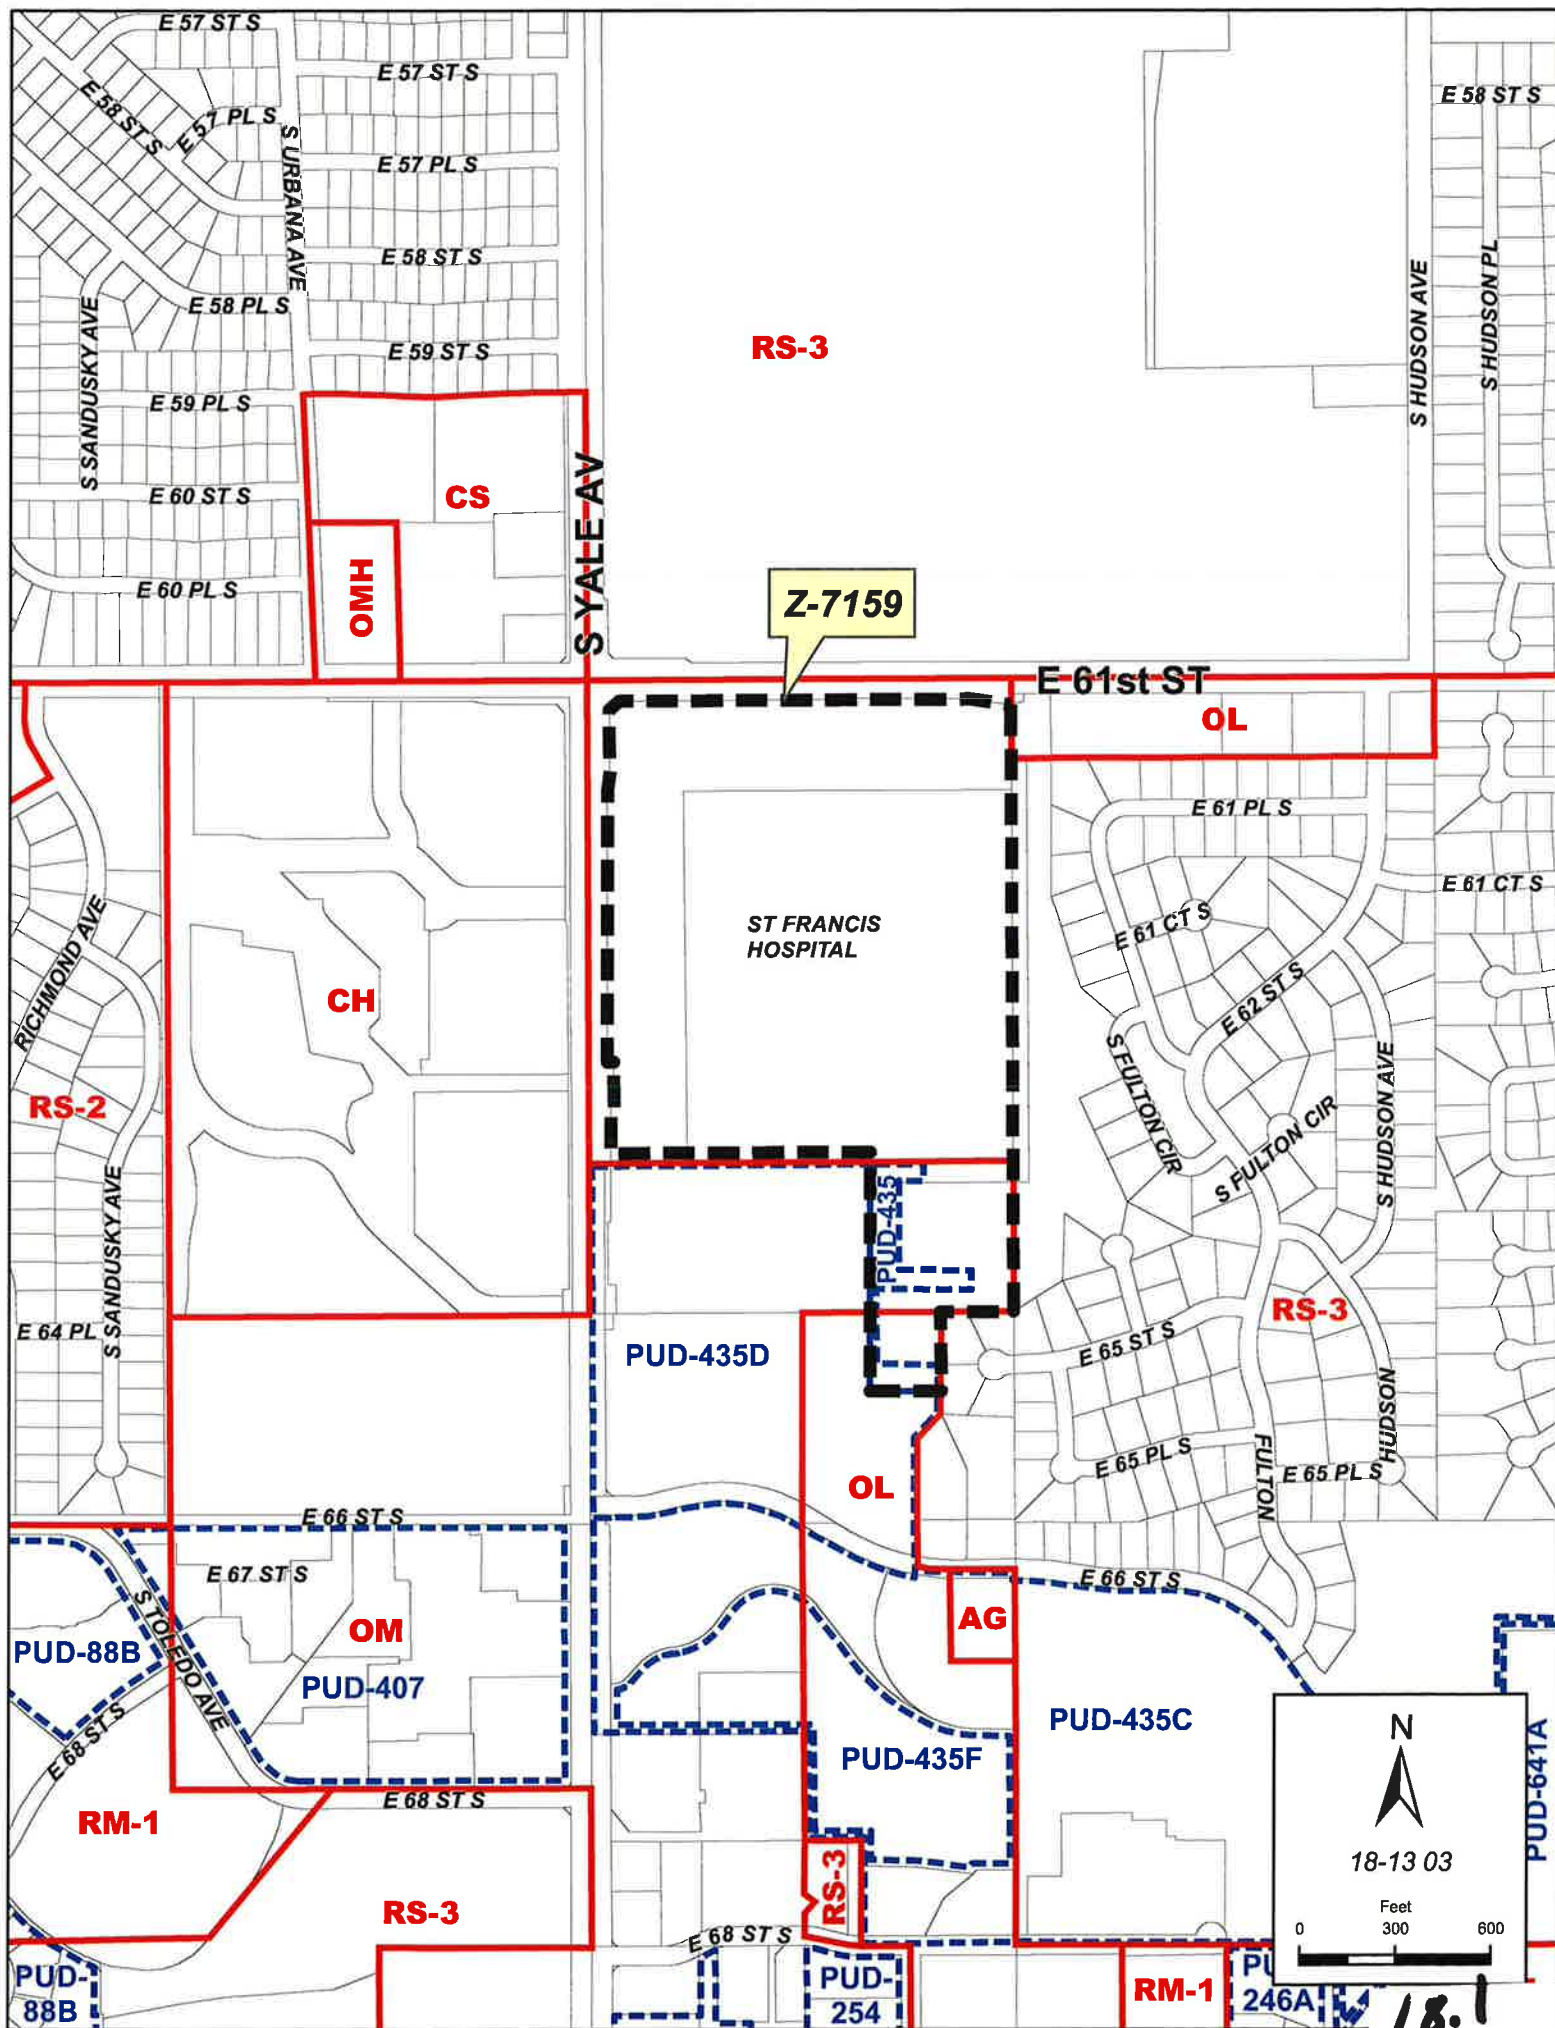 E 57 ST S
E 57 ST S
E 58 ST S
E 58 ST S
E 57 PL S
S URBANA AVE
E 57 PL S
E 58 ST S
S HUDSON AVE
S HUDSON PL
E 58 PL S
S SANDUSKY AVE
E 59 ST S
RS-3
E 59 PL S
CS
E 60 ST S
S YALE AV
OMH
E 60 PL S
Z-7159
E 61st ST
OL
E 61 PL S
E 61 CT S
RICHMOND AVE
ST FRANCIS
HOSPITAL
E 61 CT S
CH
E 62 ST S
S FULTON CIR
S HUDSON AVE
RS-2
S FULTON CIR
S SANDUSKY AVE
PUD-435
RS-3
E 64 PL
PUD-435D
E 65 ST S
HUDSON
E 65 PL S
E 65 PL S
FULTON
OL
E 66 ST S
E 67 ST S
E 66 ST S
S TOLEDO AVE
AG
OM
PUD-88B
PUD-407
PUD-435C
E 68 ST S
PUD-435F
PUD-641A
N
E 68 ST S
RM-1
18-13 03
RS-3
RS-3
Feet
0 300 600
E 68 ST S
PUD-
88B
PUD-
254
RM-1
PU
246A
18.1